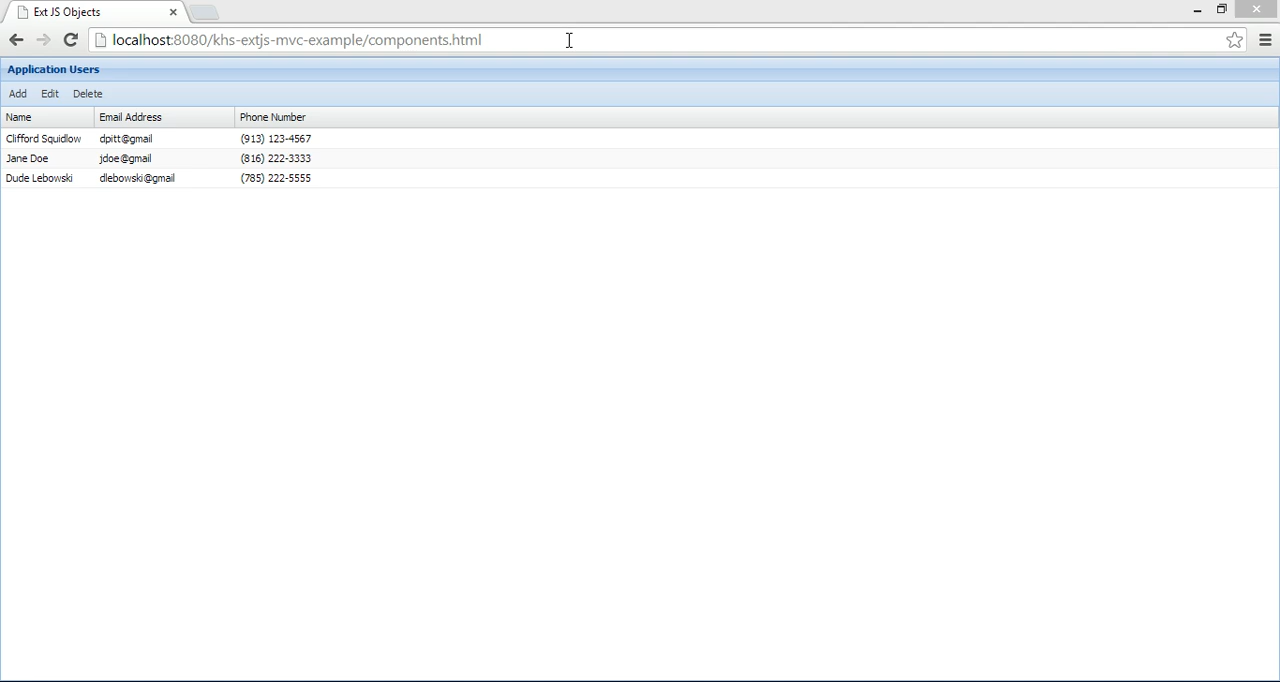 Ext JS Objects
localhost:8080/khs-extjs-mvc-example/components.html
Application Users
Add Edit Delete
Name Email Address Phone Number
Clifford Squidlow dpitt@gmail (913) 123-4567
Jane Doe jdoe@gmail (816) 222-3333
Dude Lebowski dlebowski@gmail (785) 222-5555